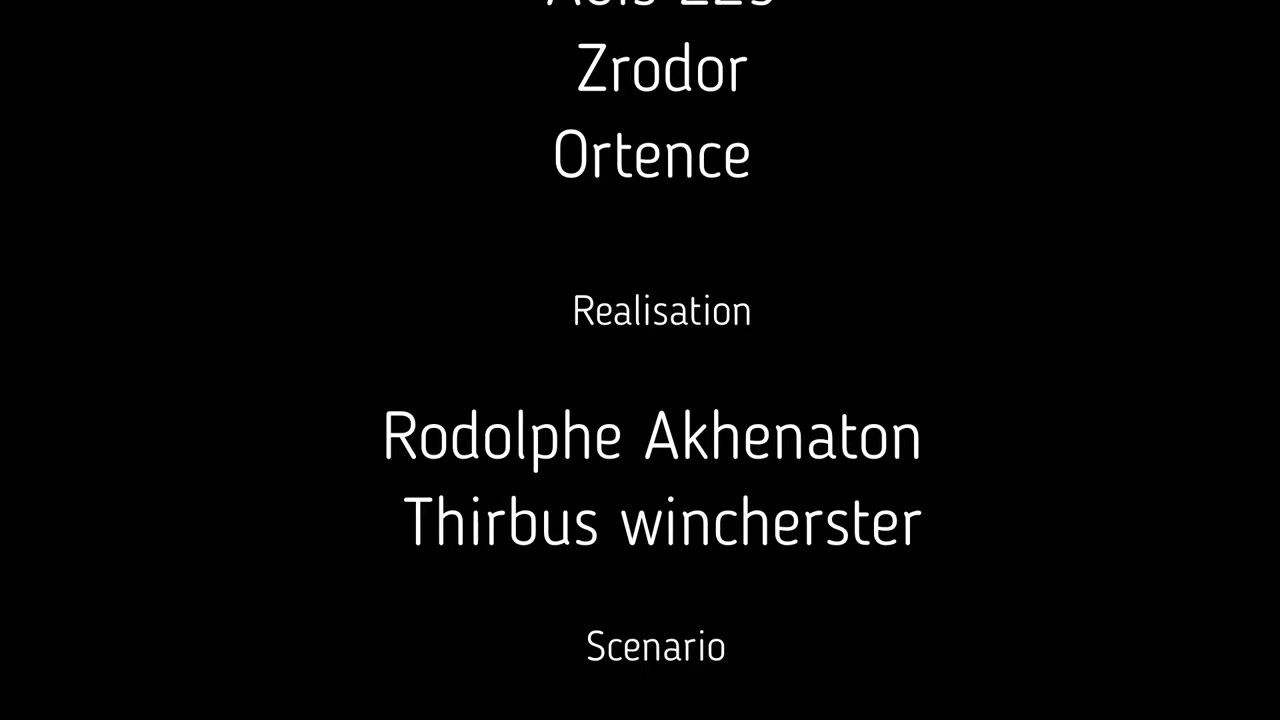 Zrodor
Ortence
Realisation
Rodolphe Akhenaton
Thirbus wincherster
Scenario